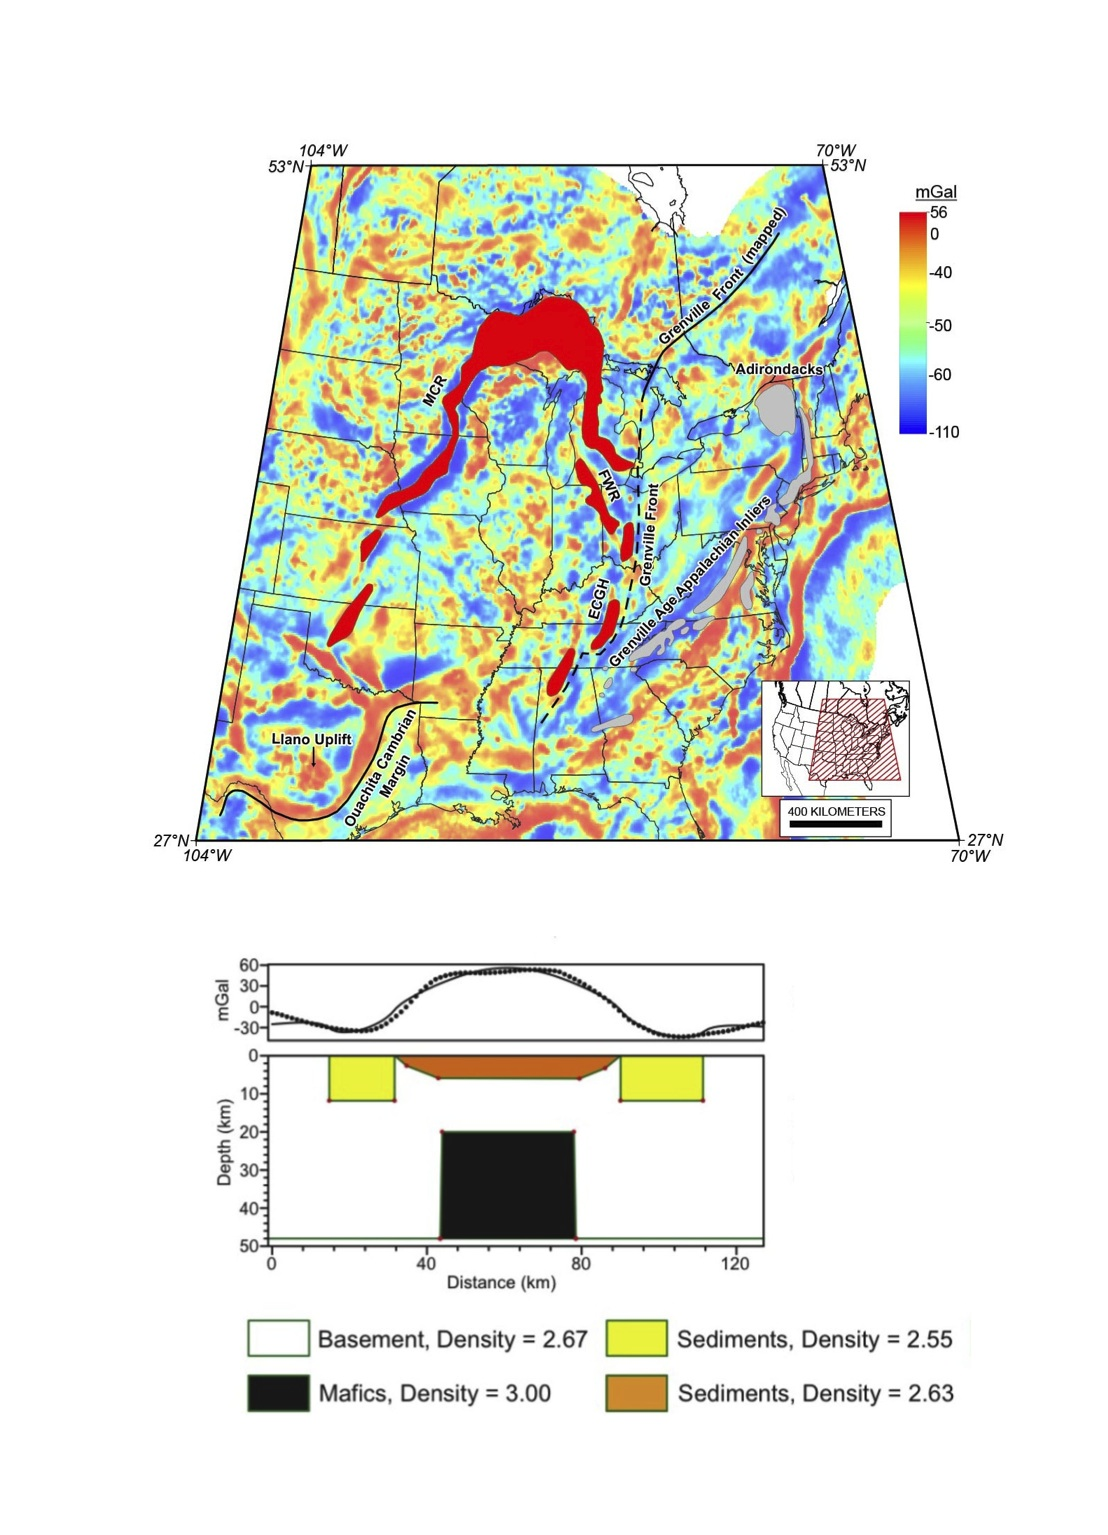 104°W
70°W
53°N
53°N
mGal
56
0
-40
-50
-60
-110
Grenville Front (mapped)
Adirondacks
MCR
FWR
Grenville Front
Grenville Age Appalachian Inliers
ECGH
Llano Uplift
Ouachita Cambrian
Margin
400 KILOMETERS
27°N
27°N
104°W
70°W
60
30
0
-30
mGal
0
10
20
30
40
50
Depth (km)
0
40
80
120
Distance (km)
Basement, Density = 2.67
Sediments, Density = 2.55
Mafics, Density = 3.00
Sediments, Density = 2.63